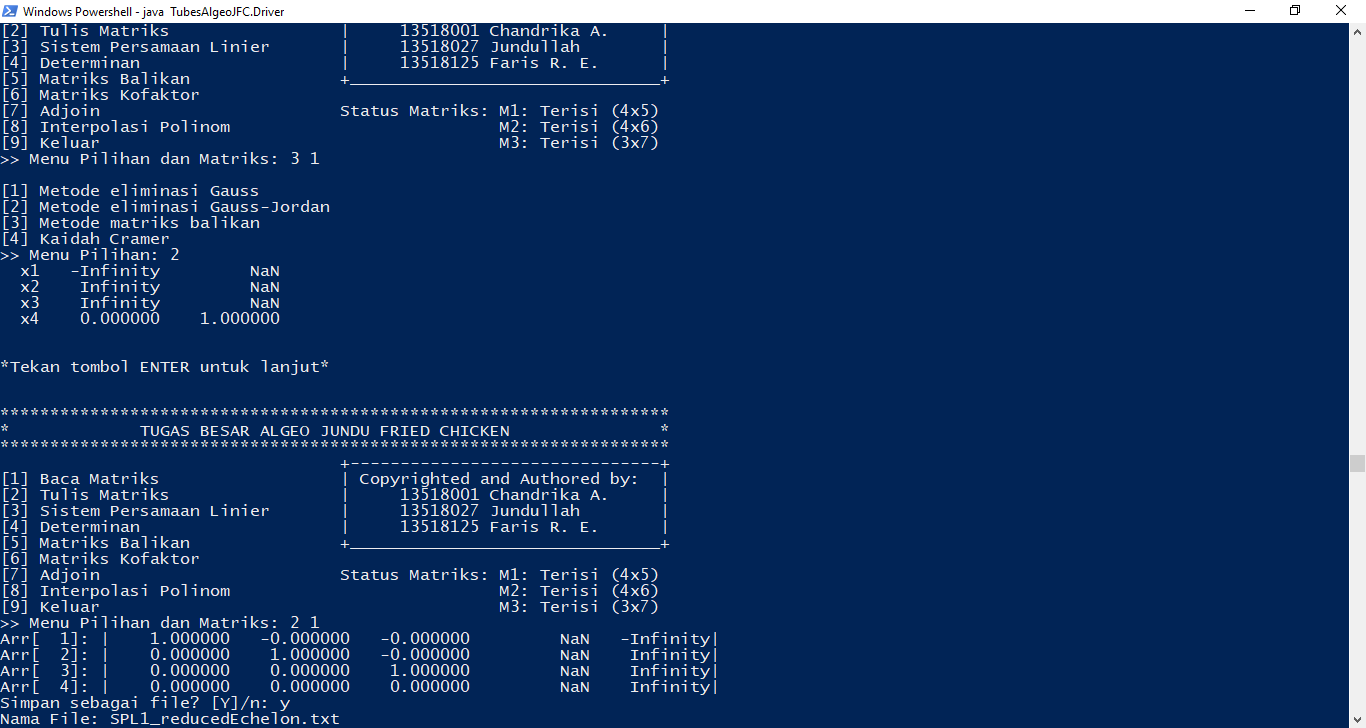 Windows Powershell - java  TubesAlgeoJFC.Driver
[2] Tulis Matriks                  |     13518001 Chandrika A.      |
[3] Sistem Persamaan Linier        |     13518027 Jundullah         |
[4] Determinan                     |     13518125 Faris R. E.       |
[5] Matriks Balikan                +_______________________________+
[6] Matriks Kofaktor
[7] Adjoin                        Status Matriks: M1: Terisi (4x5)
[8] Interpolasi Polinom                           M2: Terisi (4x6)
[9] Keluar                                        M3: Terisi (3x7)
>> Menu Pilihan dan Matriks: 3 1
[1] Metode eliminasi Gauss
[2] Metode eliminasi Gauss-Jordan
[3] Metode matriks balikan
[4] Kaidah Cramer
>> Menu Pilihan: 2
  x1   -Infinity         NaN
  x2    Infinity         NaN
  x3    Infinity         NaN
  x4    0.000000    1.000000
*Tekan tombol ENTER untuk lanjut*
*******************************************************************
*             TUGAS BESAR ALGEO JUNDU FRIED CHICKEN               *
*******************************************************************
                                  +-------------------------------+
[1] Baca Matriks                  | Copyrighted and Authored by:  |
[2] Tulis Matriks                 |     13518001 Chandrika A.     |
[3] Sistem Persamaan Linier       |     13518027 Jundullah        |
[4] Determinan                    |     13518125 Faris R. E.      |
[5] Matriks Balikan               +_______________________________+
[6] Matriks Kofaktor
[7] Adjoin                        Status Matriks: M1: Terisi (4x5)
[8] Interpolasi Polinom                           M2: Terisi (4x6)
[9] Keluar                                        M3: Terisi (3x7)
>> Menu Pilihan dan Matriks: 2 1
Arr[  1]: |    1.000000   -0.000000   -0.000000         NaN   -Infinity|
Arr[  2]: |    0.000000    1.000000   -0.000000         NaN    Infinity|
Arr[  3]: |    0.000000    0.000000    1.000000         NaN    Infinity|
Arr[  4]: |    0.000000    0.000000    0.000000         NaN    Infinity|
Simpan sebagai file? [Y]/n: y
Nama File: SPL1_reducedEchelon.txt